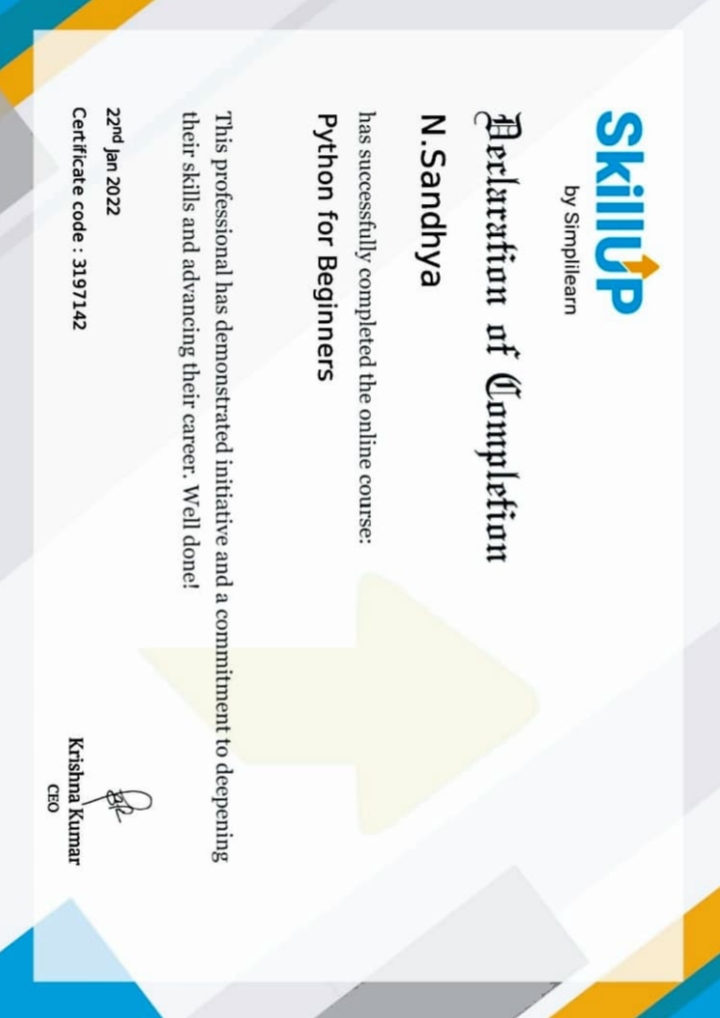 SkillUP
by Simplilearn
Declaration of Completion
N.Sandhya
has successfully completed the online course:
Python for Beginners
This professional has demonstrated initiative and a commitment to deepening
their skills and advancing their career. Well done!
22nd Jan 2022
Certificate code : 3197142
Krishna Kumar
CEO